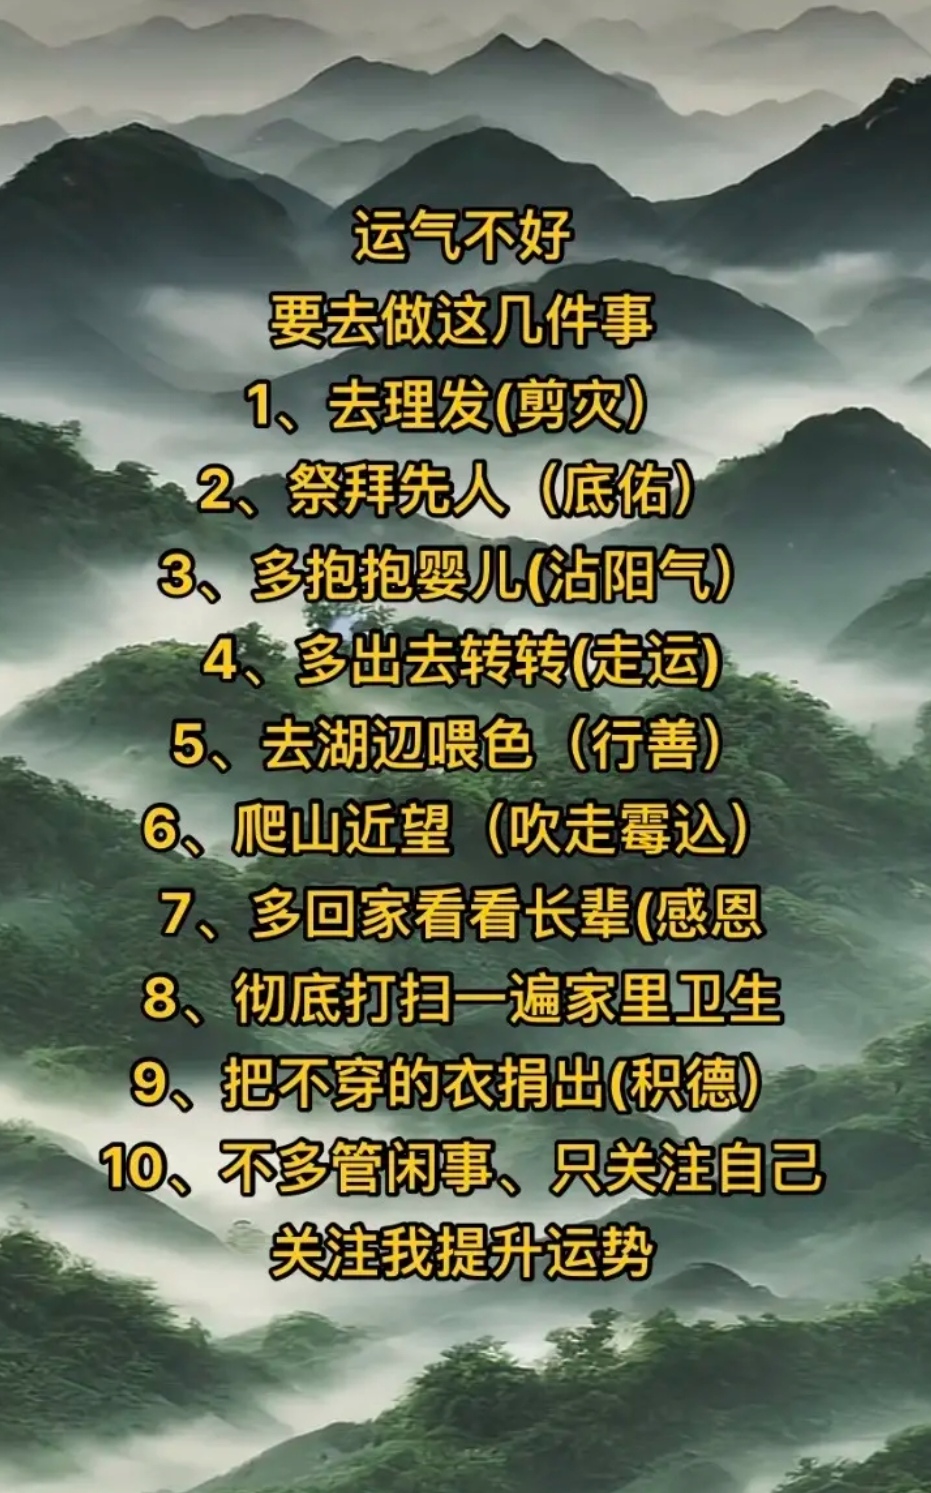 运气不好
要去做这几件事
1、去理发(剪灾）
2、祭拜先人（底佑）
3、多抱抱婴儿(沾阳气）
4、多出去转转(走运)
5、去湖辺喂色（行善）
6、爬山近望（吹走霉込）
7、多回家看看长辈(感恩
8、彻底打扫一遍家里卫生
9、把不穿的衣捐出(积德）
10、不多管闲事、只关注自己
关注我提升运势